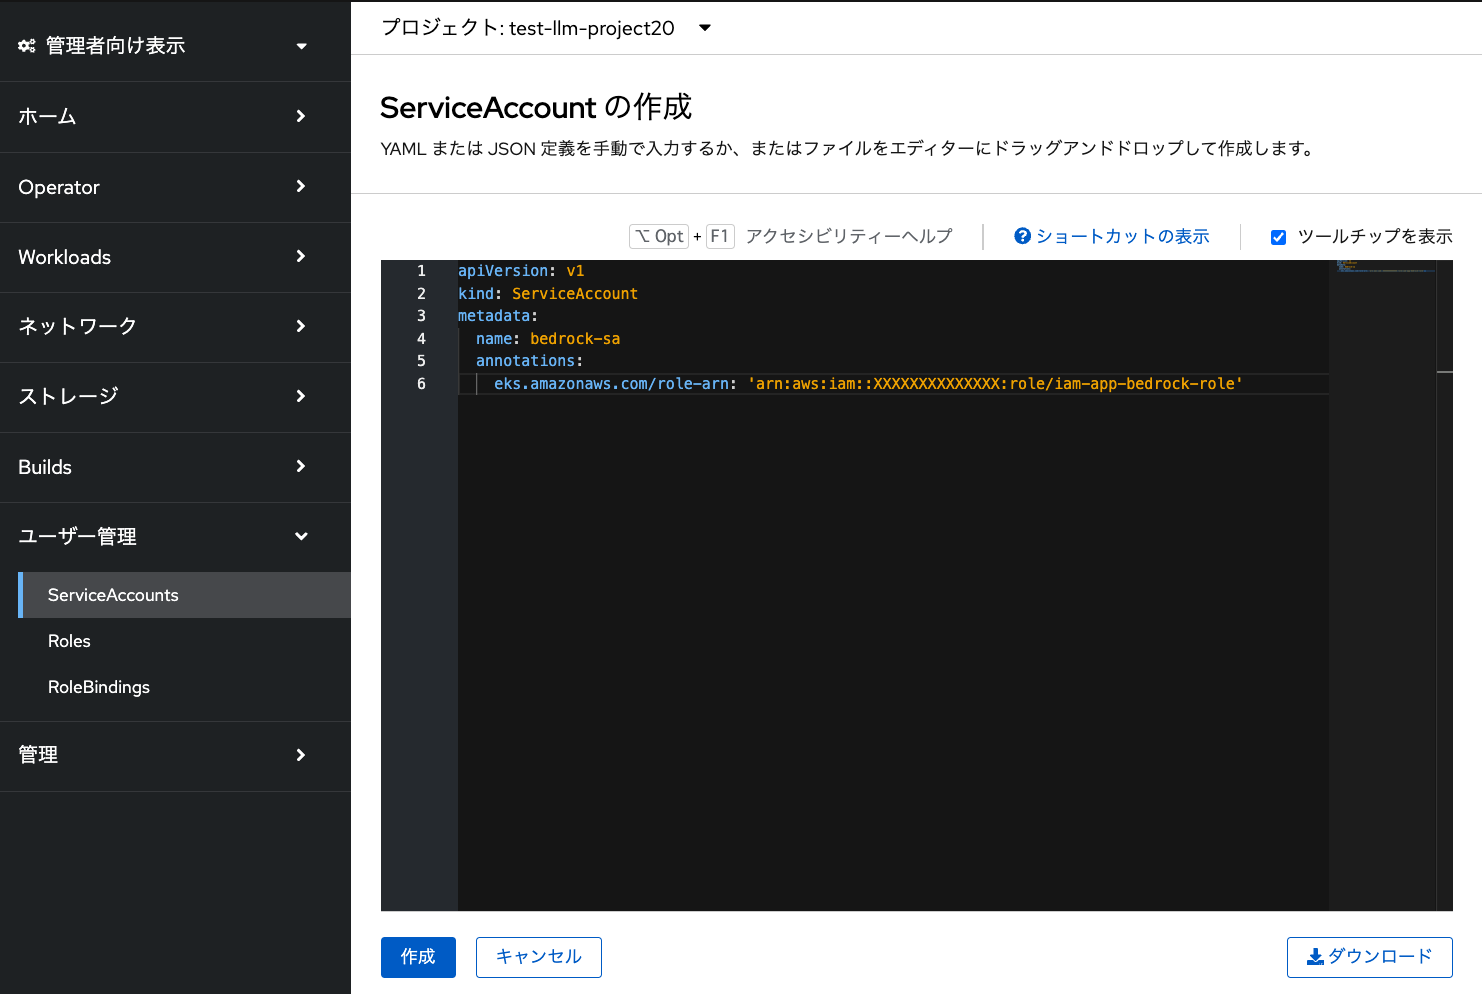 管理者向け表示
ホーム
Operator
Workloads
ネットワーク
ストレージ
Builds
ユーザー管理
ServiceAccounts
Roles
RoleBindings
管理
プロジェクト: test-llm-project20
ServiceAccount の作成
YAML または JSON 定義を手動で入力するか、またはファイルをエディターにドラッグアンドドロップして作成します。
⌥ Opt + F1 アクセシビリティーヘルプ ショートカットの表示 ツールチップを表示
1 apiVersion: v1
2 kind: ServiceAccount
3 metadata:
4 name: bedrock-sa
5 annotations:
6 eks.amazonaws.com/role-arn: 'arn:aws:iam::XXXXXXXXXXXXXX:role/iam-app-bedrock-role'
作成 キャンセル ダウンロード